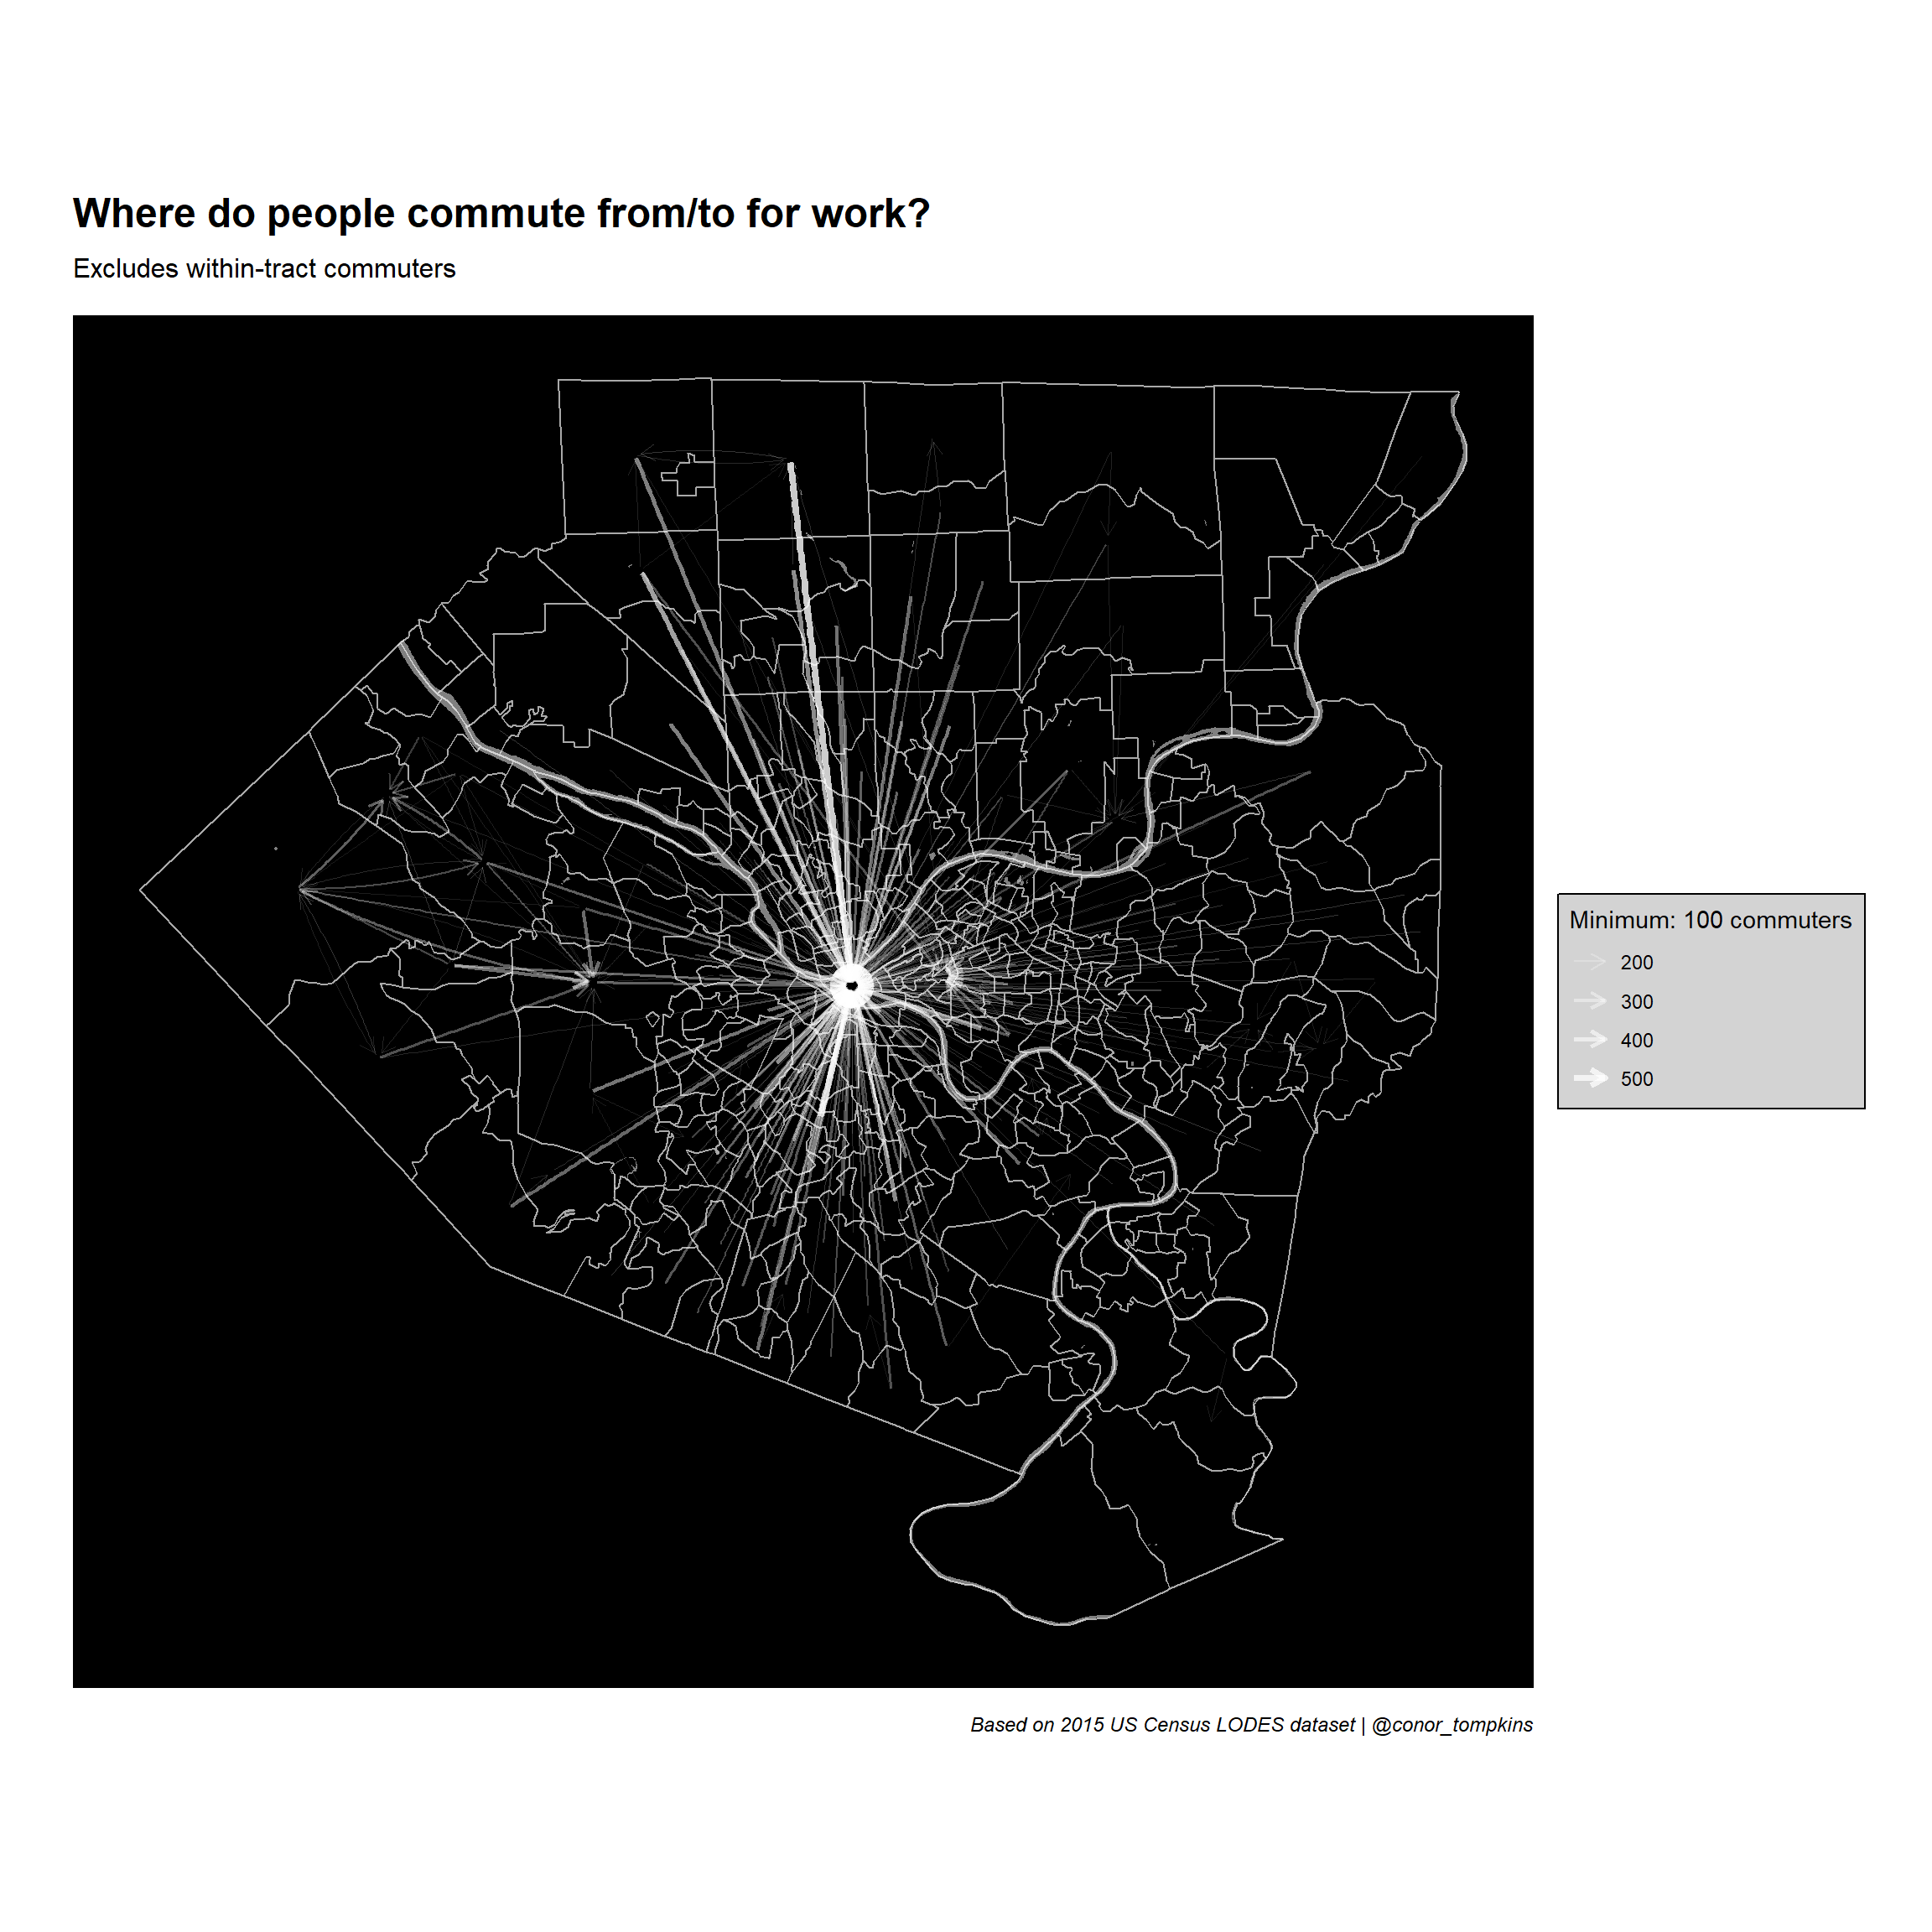 Where do people commute from/to for work?
Excludes within-tract commuters
Minimum: 100 commuters
200
300
400
500
Based on 2015 US Census LODES dataset | @conor_tompkins